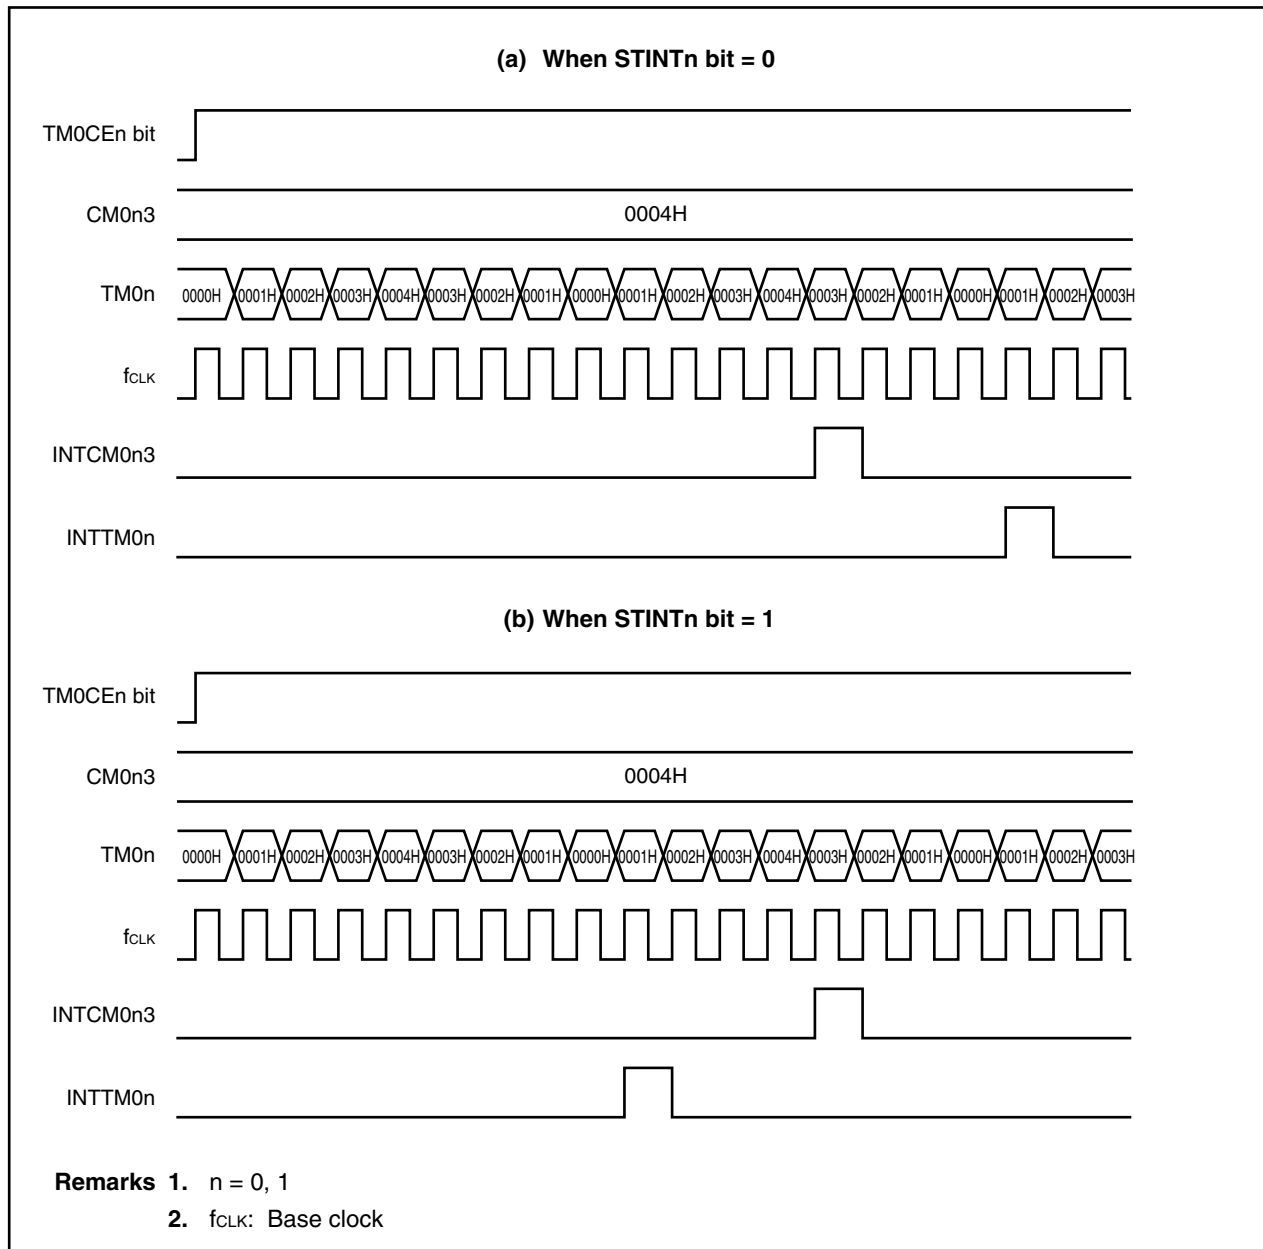 (a) When STINTn bit = 0
TM0CEn bit
CM0n3 0004H
TM0n 0000H 0001H 0002H 0003H 0004H 0003H 0002H 0001H 0000H 0001H 0002H 0003H 0004H 0003H 0002H 0001H 0000H 0001H 0002H 0003H
fCLK
INTCM0n3
INTTM0n
(b) When STINTn bit = 1
TM0CEn bit
CM0n3 0004H
TM0n 0000H 0001H 0002H 0003H 0004H 0003H 0002H 0001H 0000H 0001H 0002H 0003H 0004H 0003H 0002H 0001H 0000H 0001H 0002H 0003H
fCLK
INTCM0n3
INTTM0n
Remarks 1. n = 0, 1
2. fCLK: Base clock